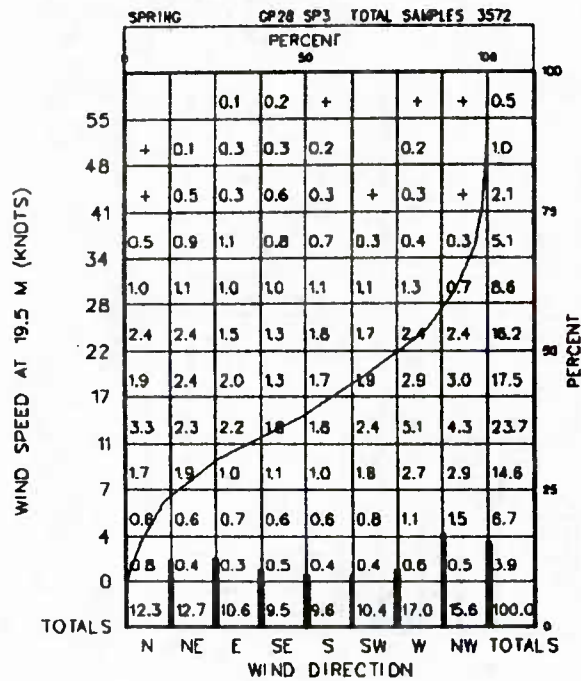 SPRING GP28 SP3 TOTAL SAMPLES 3572
PERCENT
0 50 100
100
0.1 0.2 + + + 0.5
55
+ 0.1 0.3 0.3 0.2 0.2 1.0
48
+ 0.5 0.3 0.6 0.3 + 0.3 + 2.1
41 75
0.5 0.9 1.1 0.8 0.7 0.3 0.4 0.3 5.1
34
1.0 1.1 1.0 1.0 1.1 1.1 1.3 0.7 8.6
28
2.4 2.4 1.5 1.3 1.8 1.7 2.4 2.4 16.2
22 50
1.9 2.4 2.0 1.3 1.7 1.9 2.9 3.0 17.5
17
3.3 2.3 2.2 1.8 1.8 2.4 5.1 4.3 23.7
11
1.7 1.9 1.0 1.1 1.0 1.8 2.7 2.9 14.6
7 25
0.8 0.6 0.7 0.6 0.6 0.8 1.1 1.5 6.7
4
0.8 0.4 0.3 0.5 0.4 0.4 0.6 0.5 3.9
0
12.3 12.7 10.6 9.5 9.6 10.4 17.0 15.6 100.0
TOTALS 0
N NE E SE S SW W NW TOTALS
WIND DIRECTION
WIND SPEED AT 19.5 M (KNOTS)
PERCENT